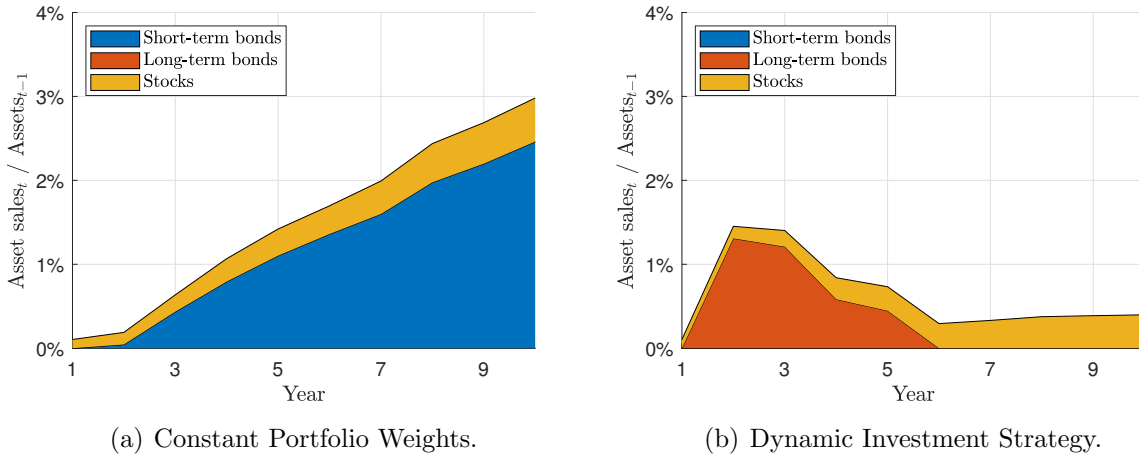 4%
3%
2%
1%
0%
Asset sales_t / Assets_{t−1}
Short-term bonds
Long-term bonds
Stocks
1 3 5 7 9
Year
(a) Constant Portfolio Weights.
4%
3%
2%
1%
0%
Asset sales_t / Assets_{t−1}
Short-term bonds
Long-term bonds
Stocks
1 3 5 7 9
Year
(b) Dynamic Investment Strategy.